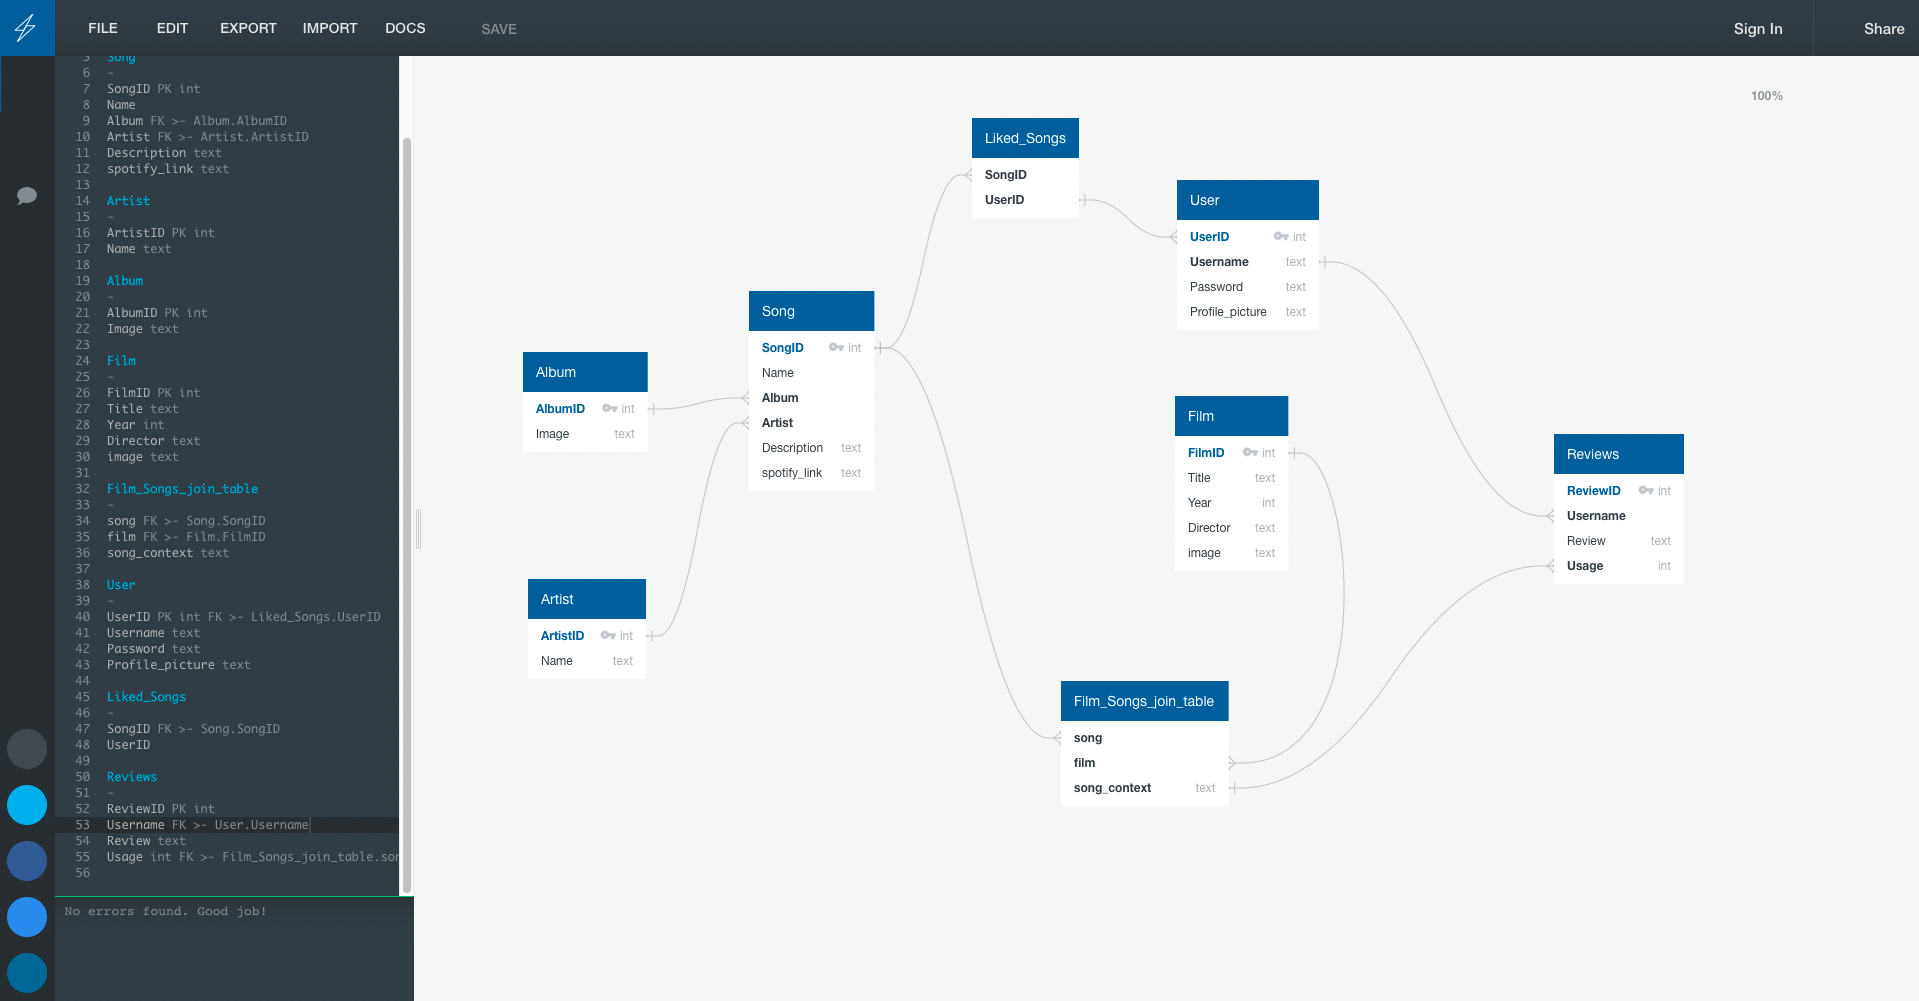 FILE EDIT EXPORT IMPORT DOCS SAVE Sign In Share
5 Song
6 -
7 SongID PK int
8 Name
9 Album FK >- Album.AlbumID
10 Artist FK >- Artist.ArtistID
11 Description text
12 spotify_link text
13
14 Artist
15 -
16 ArtistID PK int
17 Name text
18
19 Album
20 -
21 AlbumID PK int
22 Image text
23
24 Film
25 -
26 FilmID PK int
27 Title text
28 Year int
29 Director text
30 image text
31
32 Film_Songs_join_table
33 -
34 song FK >- Song.SongID
35 film FK >- Film.FilmID
36 song_context text
37
38 User
39 -
40 UserID PK int FK >- Liked_Songs.UserID
41 Username text
42 Password text
43 Profile_picture text
44
45 Liked_Songs
46 -
47 SongID FK >- Song.SongID
48 UserID
49
50 Reviews
51 -
52 ReviewID PK int
53 Username FK >- User.Username
54 Review text
55 Usage int FK >- Film_Songs_join_table.son
56
No errors found. Good job!
100%
Liked_Songs
SongID
UserID
User
UserID int
Username text
Password text
Profile_picture text
Song
SongID int
Name
Album
Artist
Description text
spotify_link text
Album
AlbumID int
Image text
Film
FilmID int
Title text
Year int
Director text
image text
Reviews
ReviewID int
Username
Review text
Usage int
Artist
ArtistID int
Name text
Film_Songs_join_table
song
film
song_context text